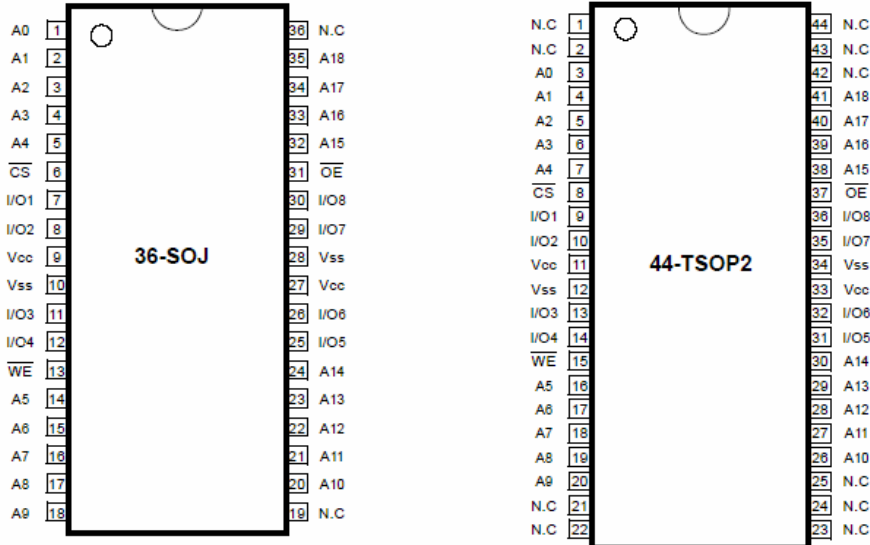 A0 1 36 N.C
A1 2 35 A18
A2 3 34 A17
A3 4 33 A16
A4 5 32 A15
CS 6 31 OE
I/O1 7 30 I/O8
I/O2 8 29 I/O7
Vcc 9 36-SOJ 28 Vss
Vss 10 27 Vcc
I/O3 11 26 I/O6
I/O4 12 25 I/O5
WE 13 24 A14
A5 14 23 A13
A6 15 22 A12
A7 16 21 A11
A8 17 20 A10
A9 18 19 N.C
N.C 1 44 N.C
N.C 2 43 N.C
A0 3 42 N.C
A1 4 41 A18
A2 5 40 A17
A3 6 39 A16
A4 7 38 A15
CS 8 37 OE
I/O1 9 36 I/O8
I/O2 10 35 I/O7
Vcc 11 44-TSOP2 34 Vss
Vss 12 33 Vcc
I/O3 13 32 I/O6
I/O4 14 31 I/O5
WE 15 30 A14
A5 16 29 A13
A6 17 28 A12
A7 18 27 A11
A8 19 26 A10
A9 20 25 N.C
N.C 21 24 N.C
N.C 22 23 N.C